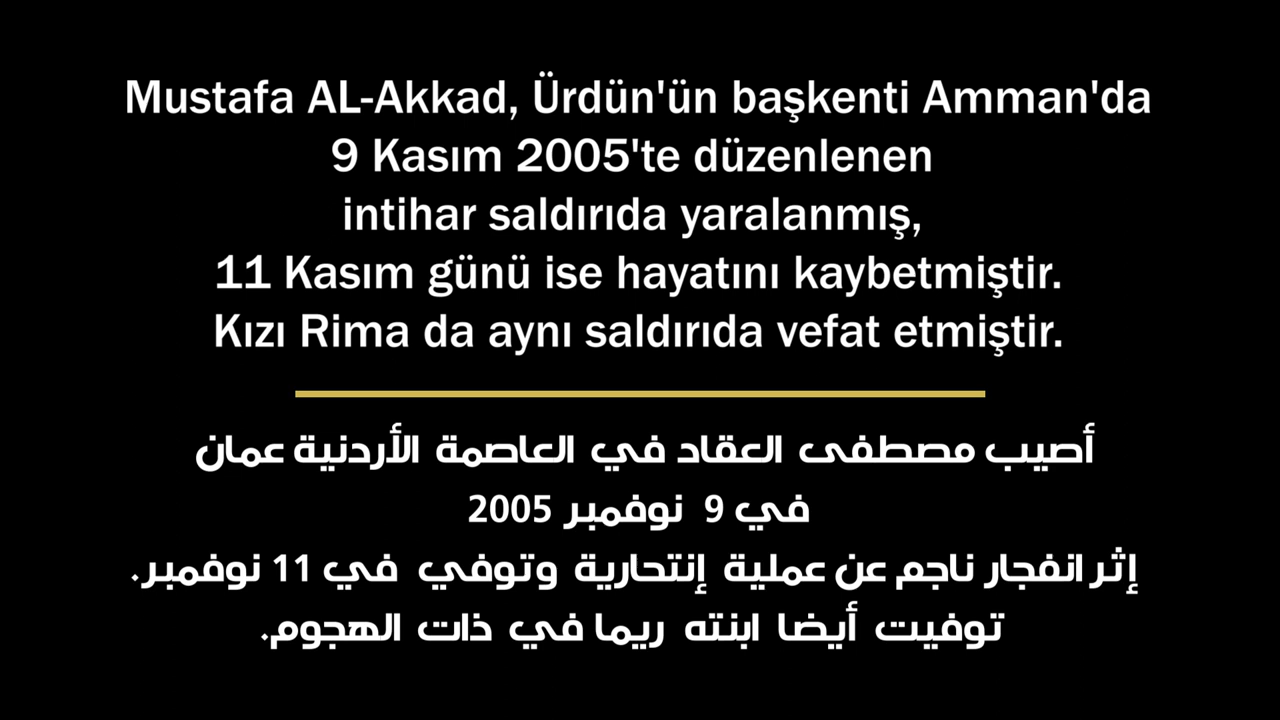 Mustafa AL-Akkad, Ürdün'ün başkenti Amman'da
9 Kasım 2005'te düzenlenen
intihar saldırıda yaralanmış,
11 Kasım günü ise hayatını kaybetmiştir.
Kızı Rima da aynı saldırıda vefat etmiştir.
أصيب مصطفى العقاد في العاصمة الأردنية عمان
في 9 نوفمبر 2005
إثر انفجار ناجم عن عملية إنتحارية وتوفي في 11 نوفمبر.
توفيت أيضا ابنته ريما في ذات الهجوم.